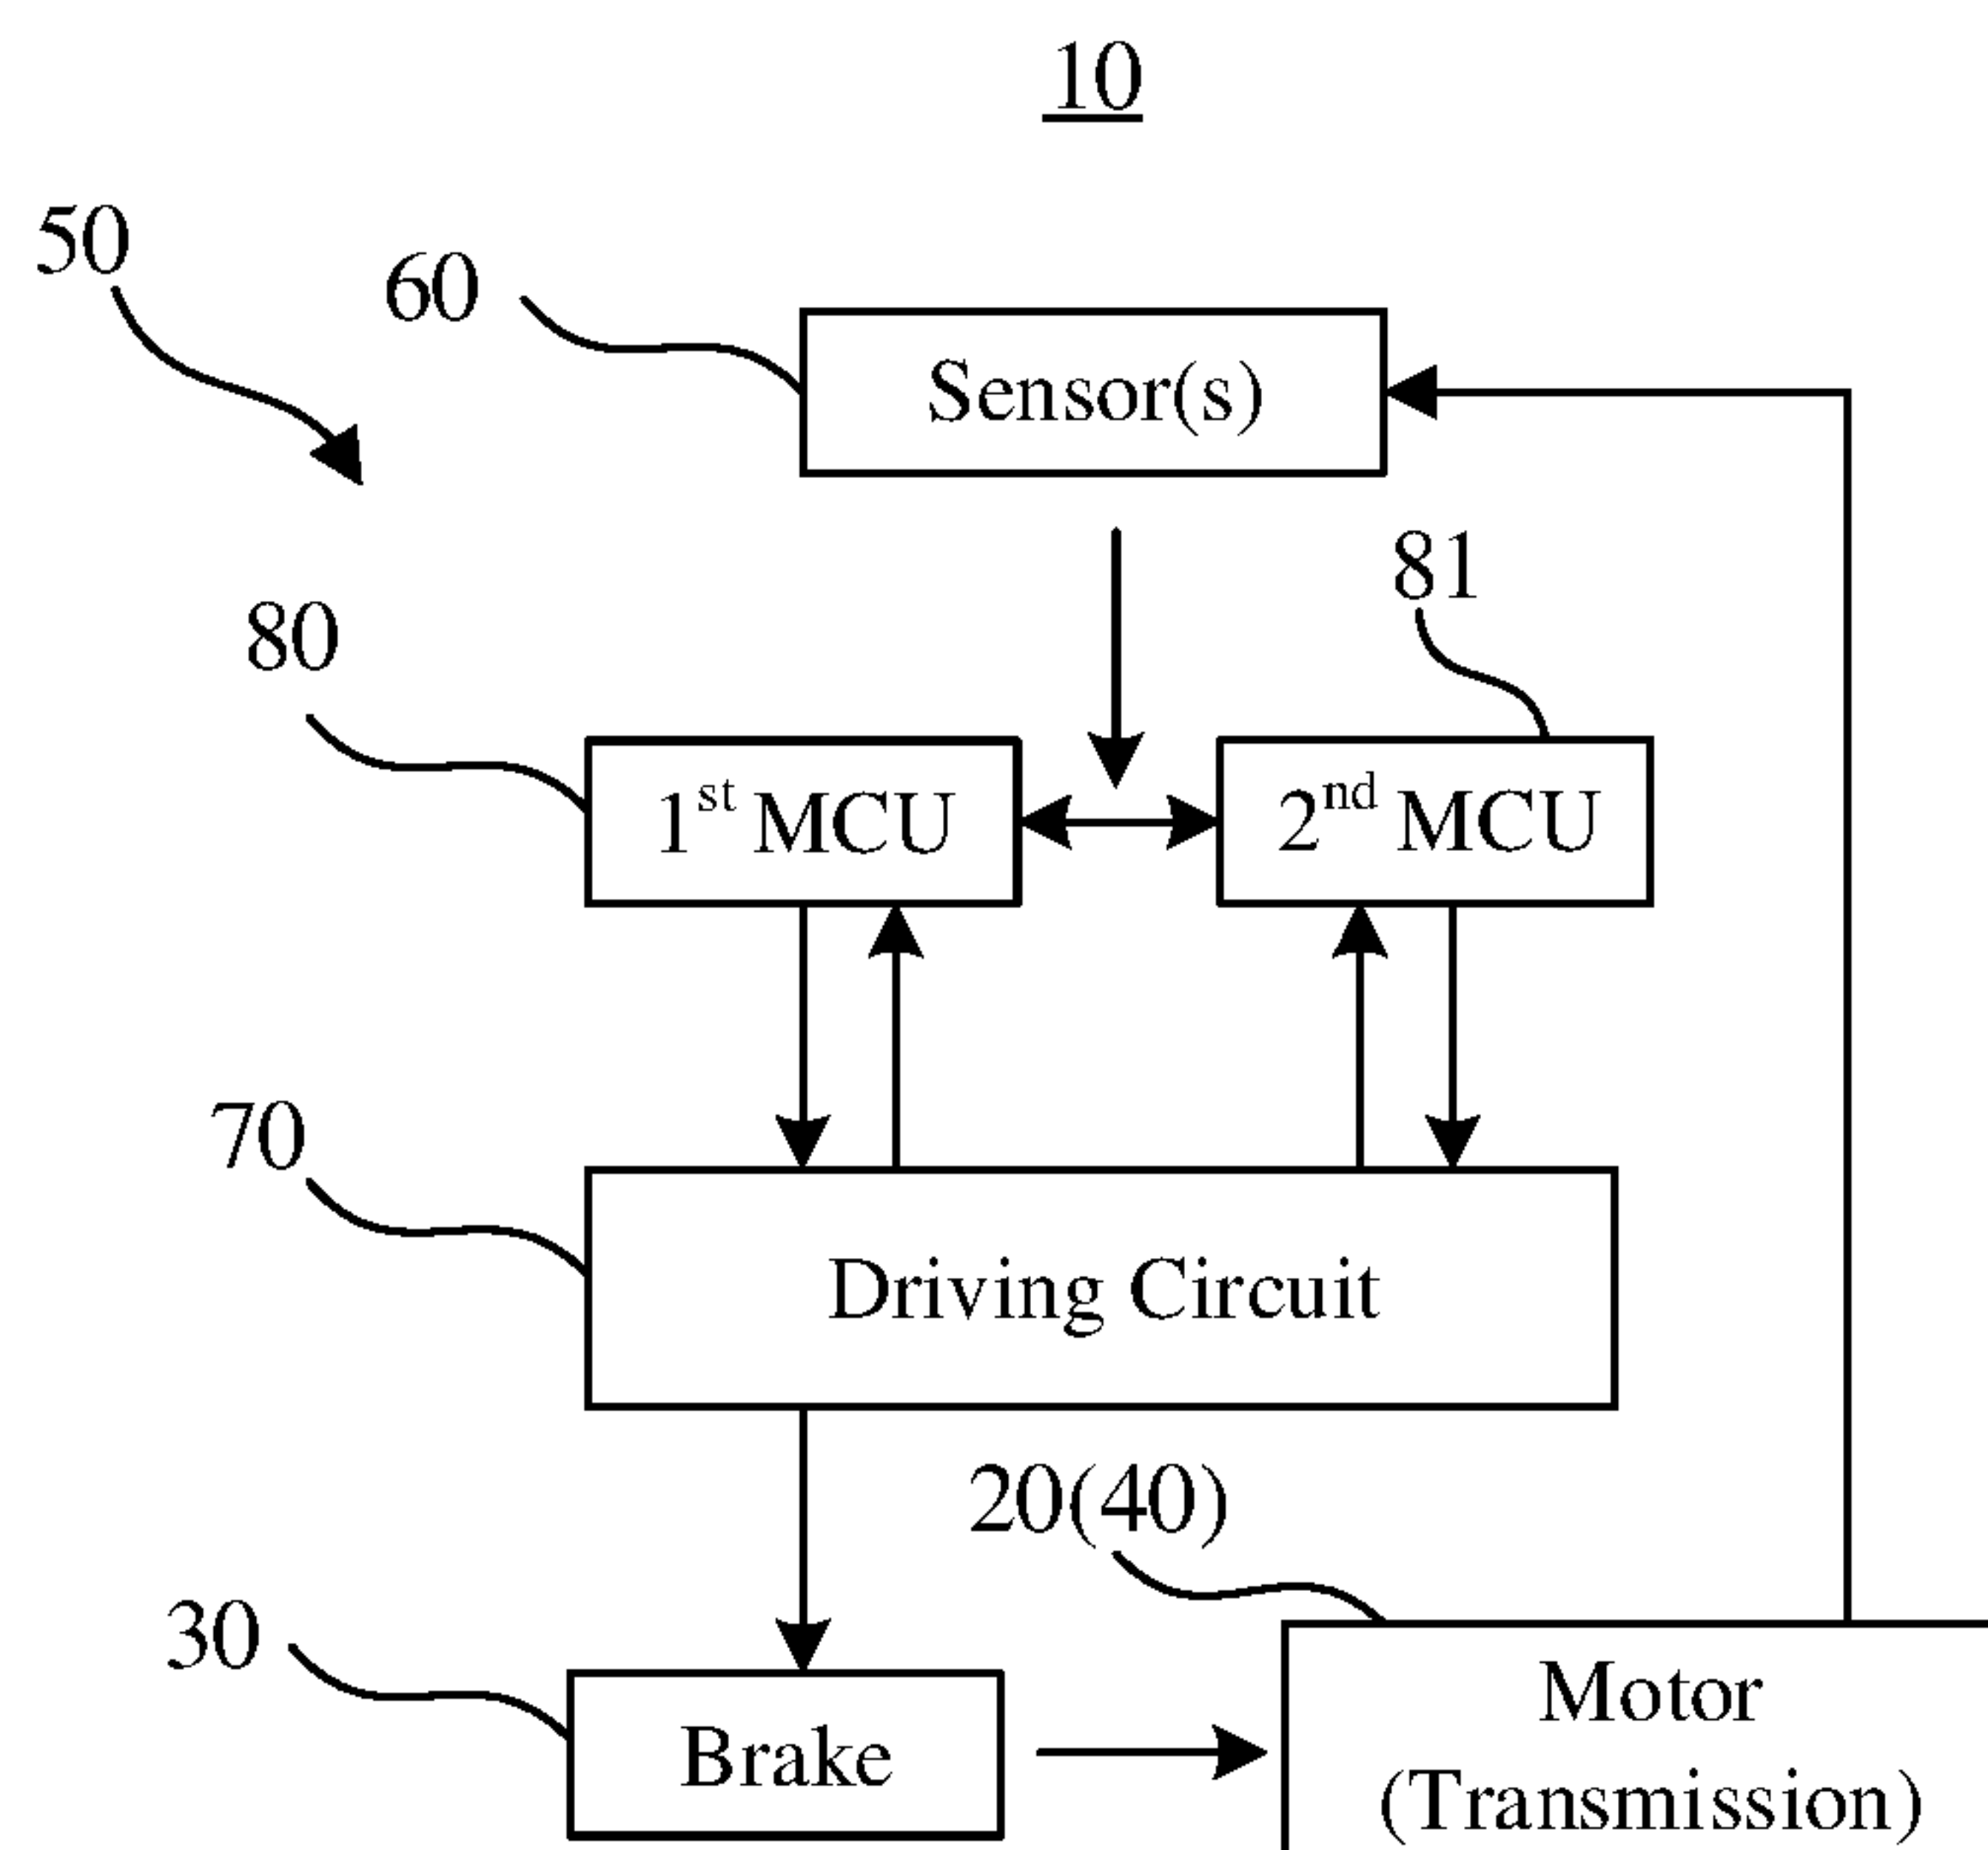 10
50
60
Sensor(s)
81
80
1st MCU
2nd MCU
70
Driving Circuit
20(40)
30
Motor
Brake
(Transmission)